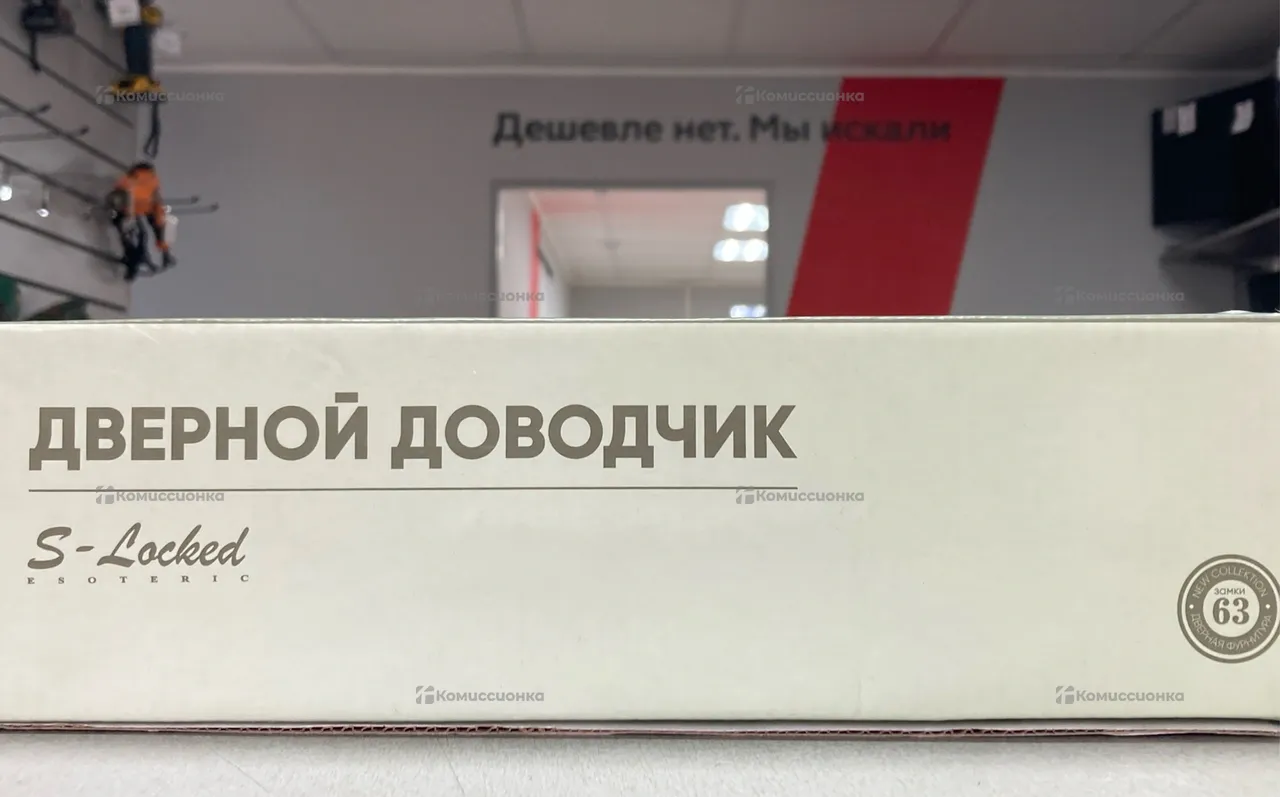 Комиссионка
Комиссионка
Дешевле нет. Мы искали
Комиссионка
Комиссионка
ДВЕРНОЙ ДОВОДЧИК
Комиссионка
Комиссионка
S-Locked
ESOTERIC
NEW COLLEKTION
замки
63
ДВЕРНАЯ ФУРНИТУРА
Комиссионка
Комиссионка